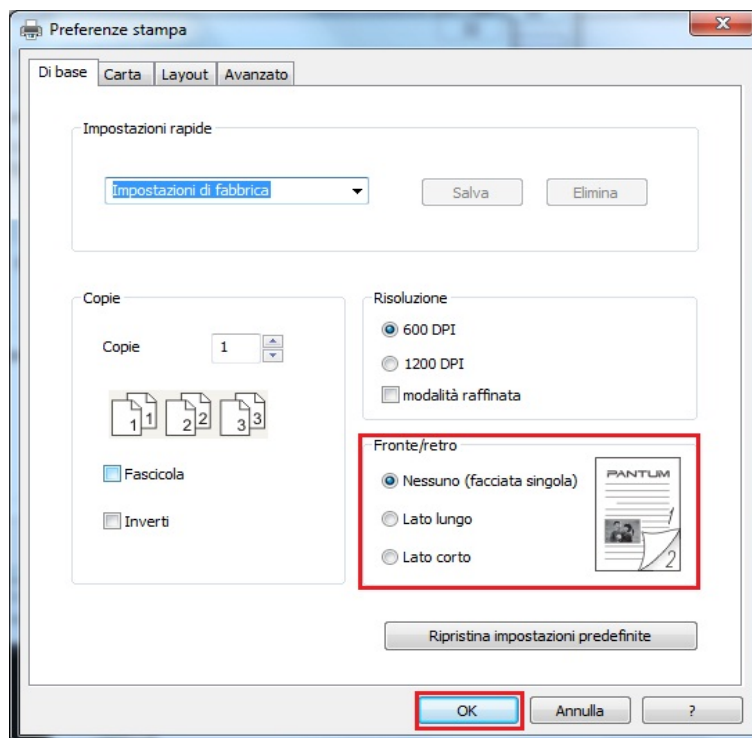 Preferenze stampa
Di base Carta Layout Avanzato
Impostazioni rapide
Impostazioni di fabbrica Salva Elimina
Copie
Copie 1
1 1 2 2 3 3
Fascicola
Inverti
Risoluzione
600 DPI
1200 DPI
modalità raffinata
Fronte/retro
Nessuno (facciata singola)
Lato lungo
Lato corto
PANTUM
1
2
Ripristina impostazioni predefinite
OK Annulla ?